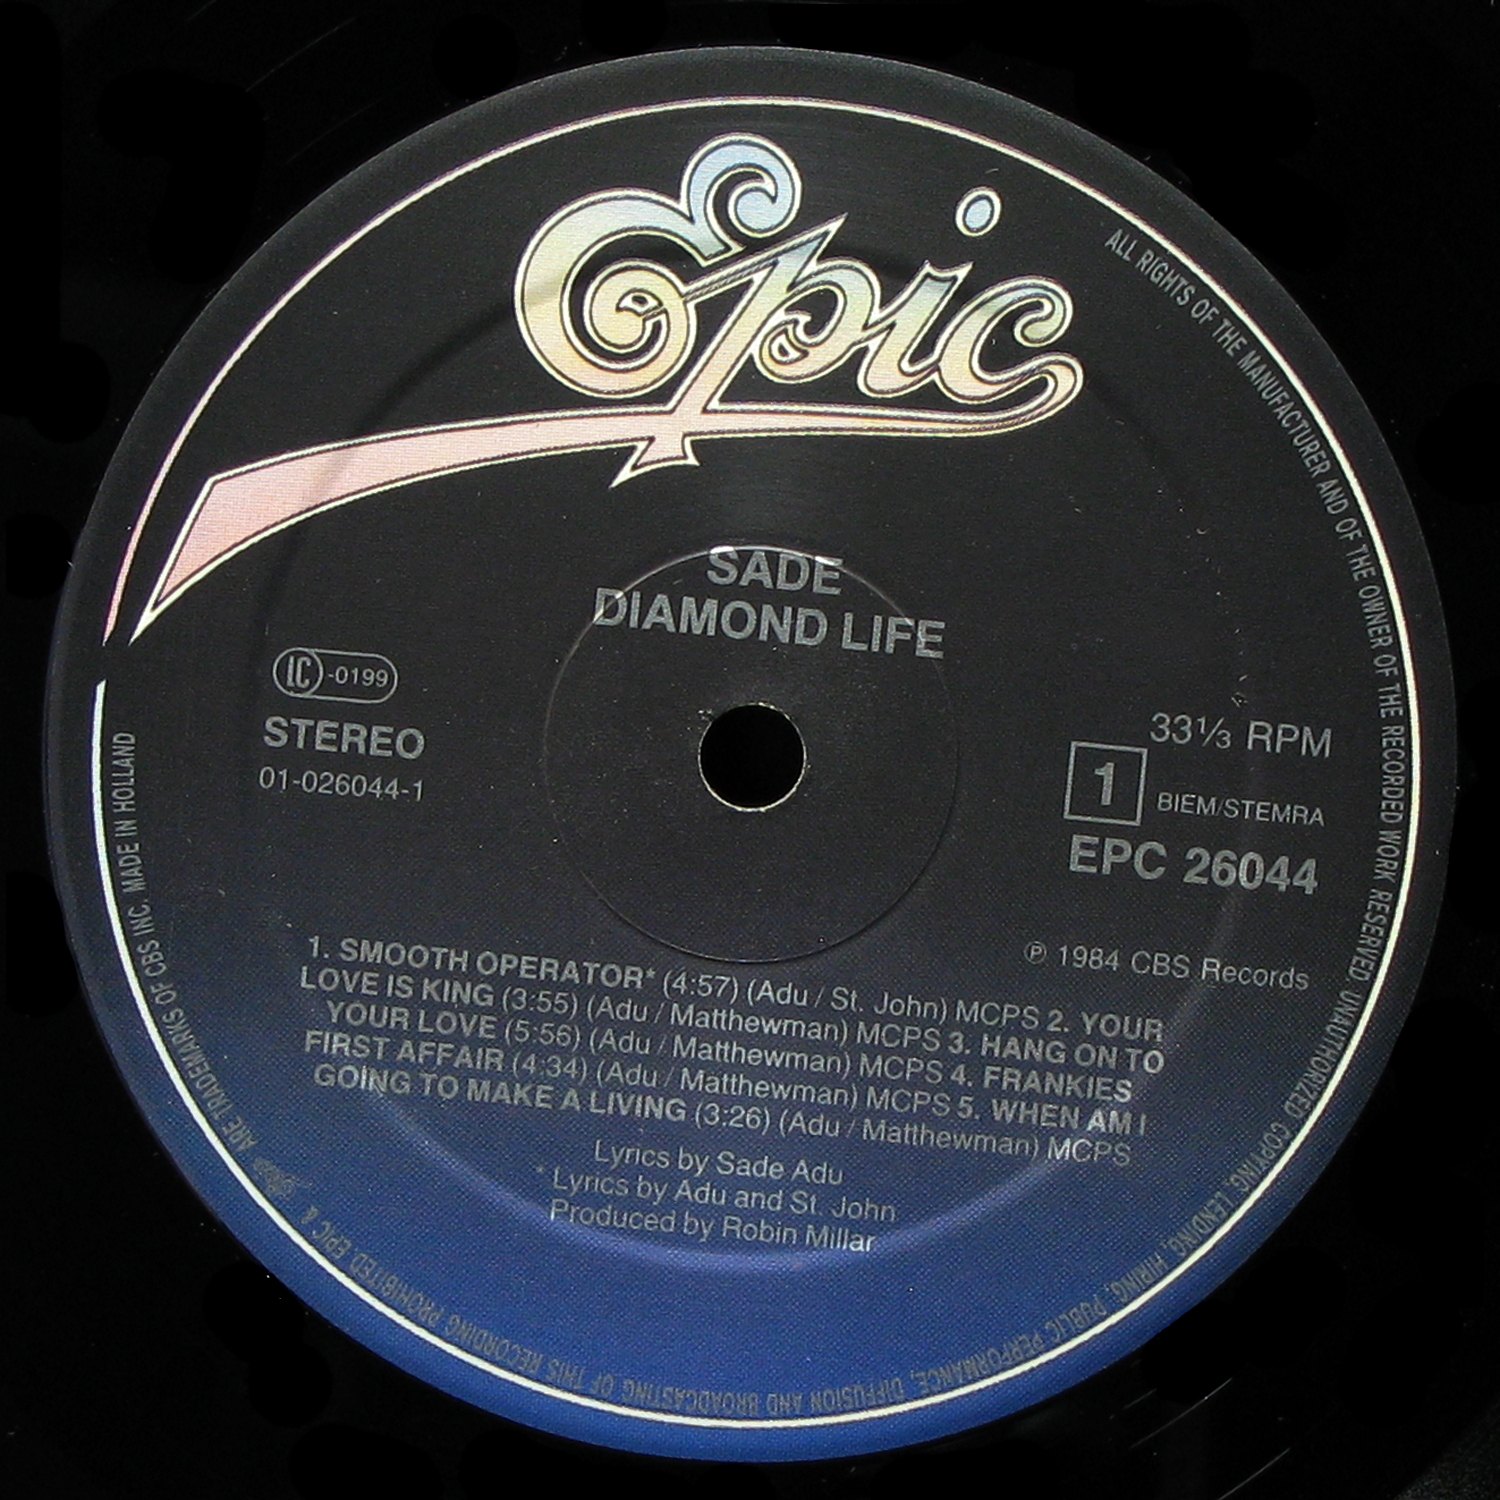 Epic
SADE
DIAMOND LIFE
LC-0199
STEREO
01-026044-1
33⅓ RPM
1
BIEM/STEMRA
EPC 26044
℗ 1984 CBS Records
1. SMOOTH OPERATOR* (4:57) (Adu / St. John) MCPS 2. YOUR
LOVE IS KING (3:55) (Adu / Matthewman) MCPS 3. HANG ON TO
YOUR LOVE (5:56) (Adu / Matthewman) MCPS 4. FRANKIES
FIRST AFFAIR (4:34) (Adu / Matthewman) MCPS 5. WHEN AM I
GOING TO MAKE A LIVING (3:26) (Adu / Matthewman) MCPS
Lyrics by Sade Adu
* Lyrics by Adu and St. John
Produced by Robin Millar
ALL RIGHTS OF THE MANUFACTURER AND OF THE OWNER OF THE RECORDED WORK RESERVED. UNAUTHORIZED COPYING, LENDING, HIRING, PUBLIC PERFORMANCE, DIFFUSION AND BROADCASTING OF THIS RECORDING PROHIBITED EPIC & ARE TRADEMARKS OF CBS INC. MADE IN HOLLAND